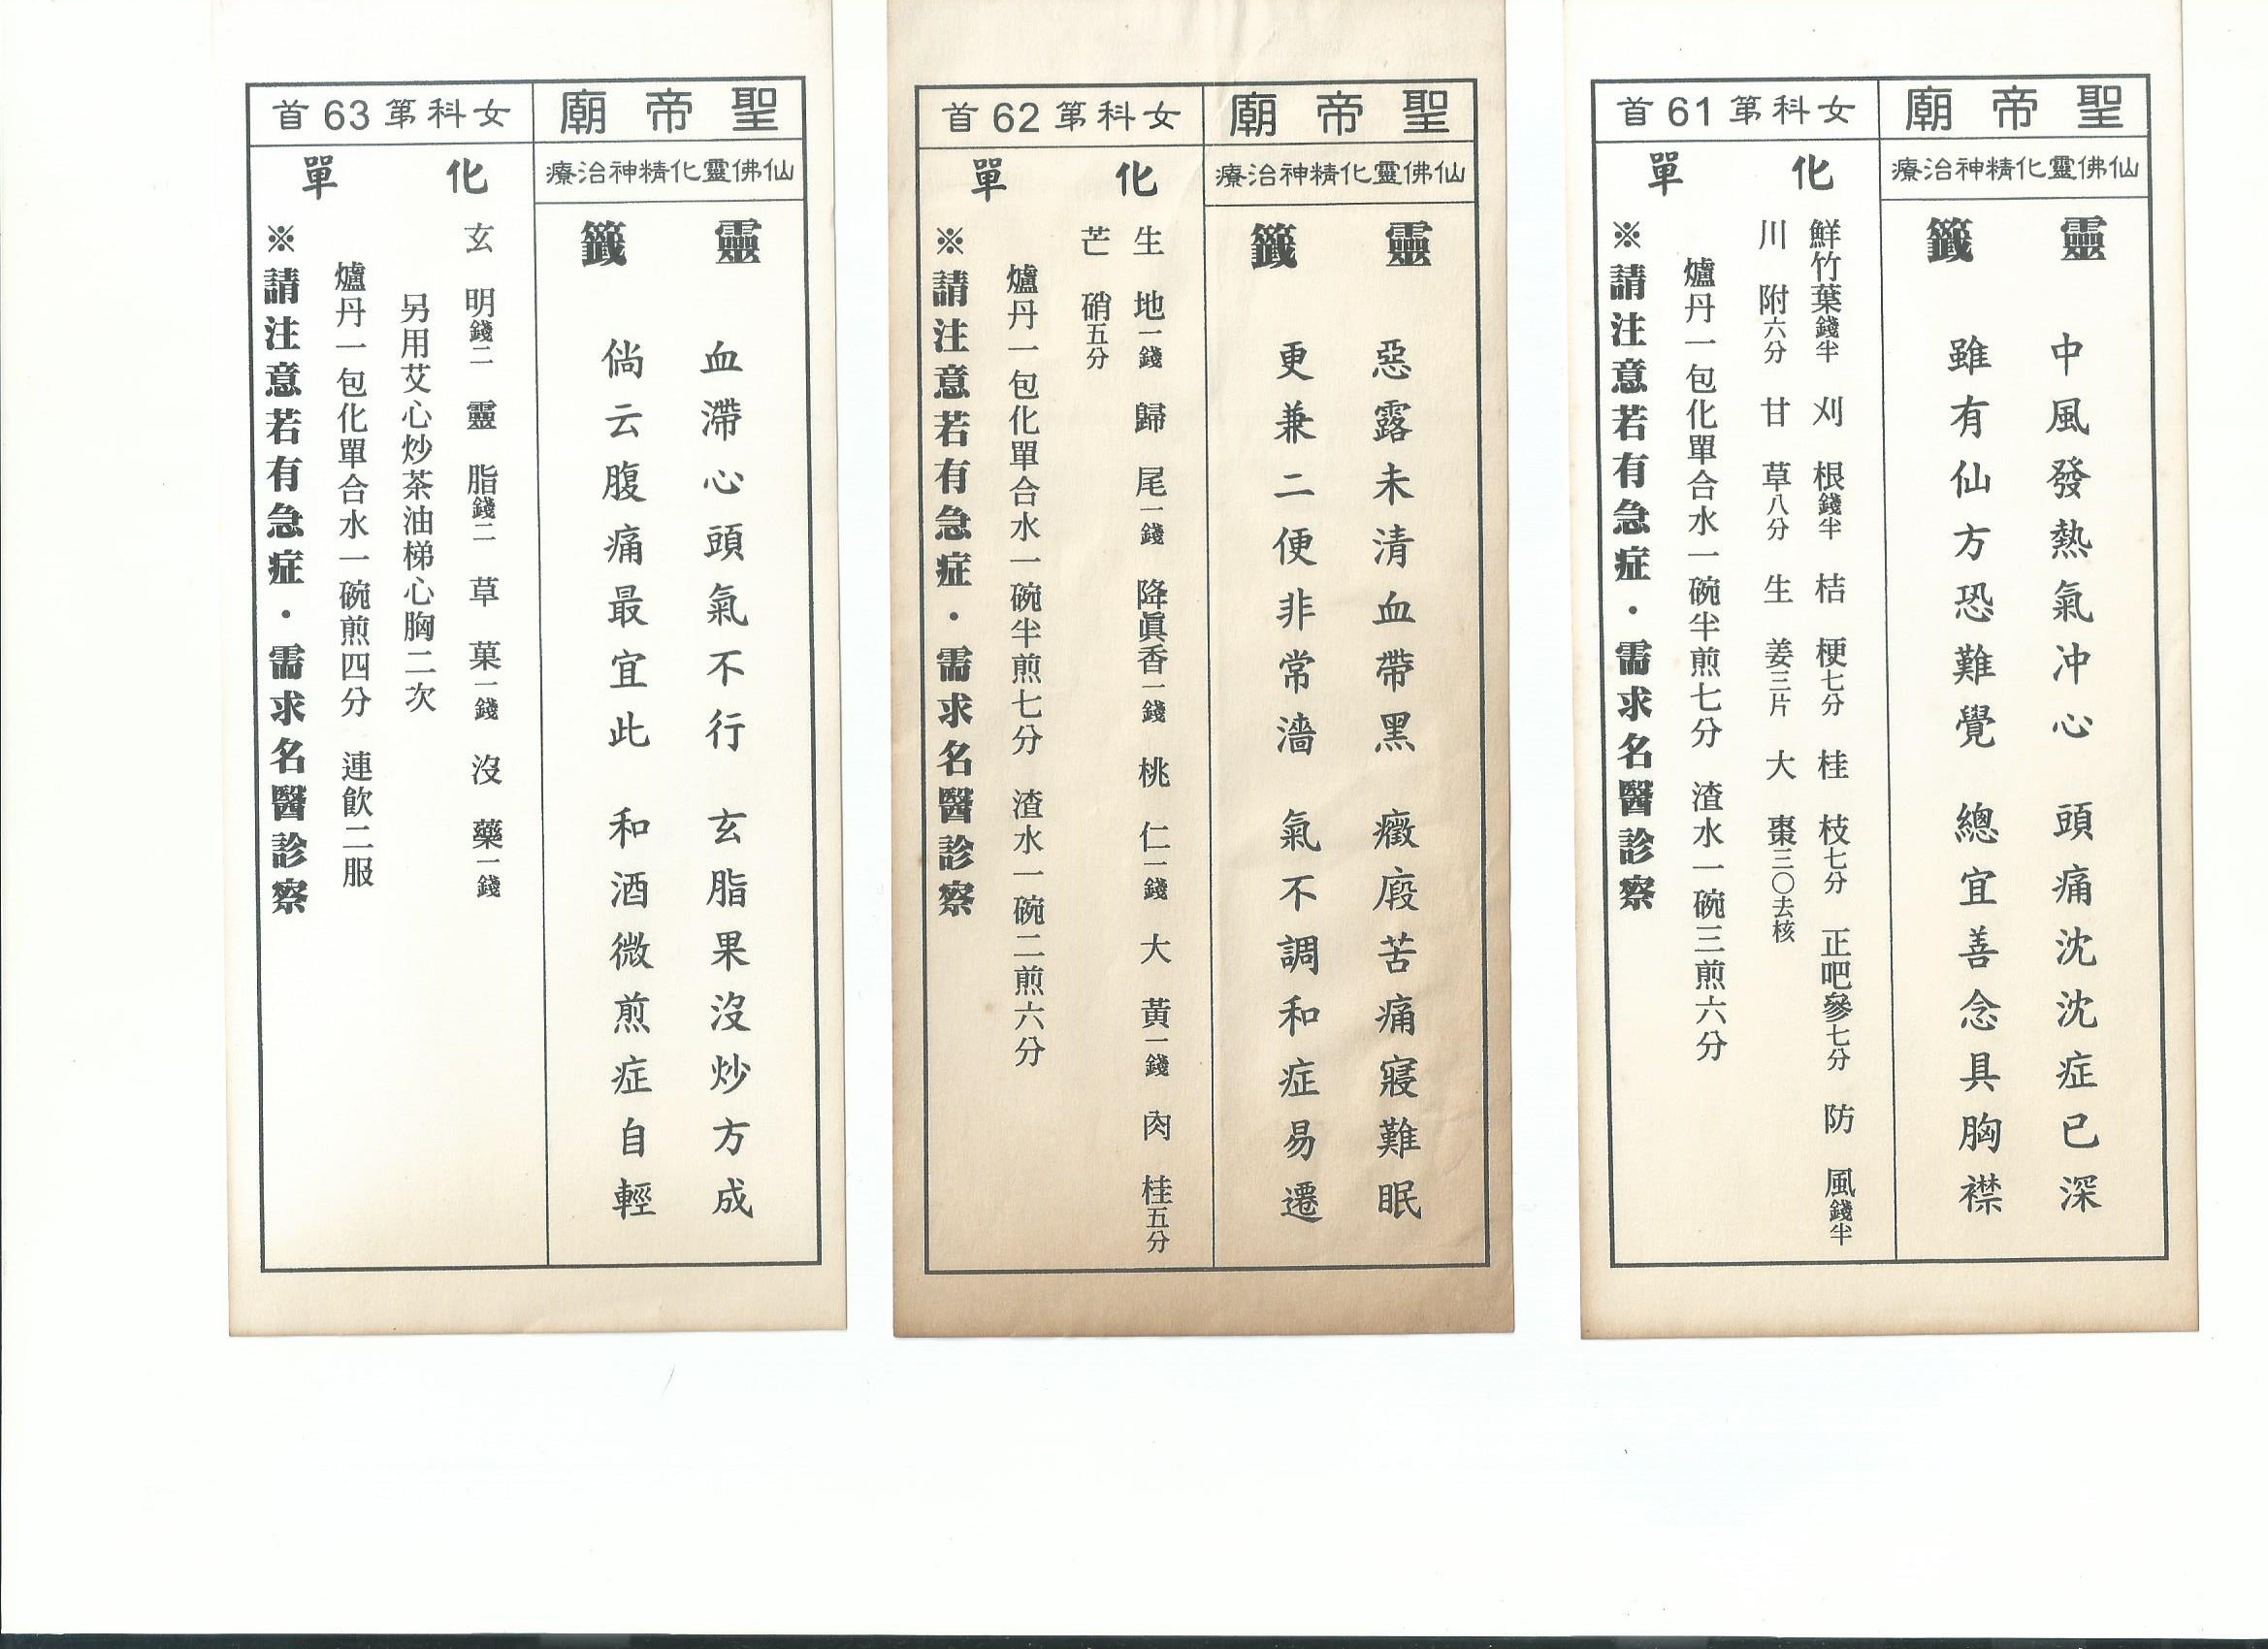 聖帝廟
女科第61首
仙佛靈化精神治療
靈籤
中風發熱氣冲心　頭痛沈沈症已深
雖有仙方恐難覺　總宜善念具胸襟
化單
鮮竹葉錢半　刈根錢半　桔梗七分　桂枝七分　正吧參七分　防風錢半
川附六分　甘草八分　生姜三片　大棗三〇去核
爐丹一包化單合水一碗半煎七分　渣水一碗三煎六分
※請注意若有急症・需求名醫診察
聖帝廟
女科第62首
仙佛靈化精神治療
靈籤
惡露未清血帶黑　癥瘕苦痛寢難眠
更兼二便非常濇　氣不調和症易遷
化單
生地一錢　歸尾一錢　降眞香一錢　桃仁一錢　大黃一錢　肉桂五分
芒硝五分
爐丹一包化單合水一碗半煎七分　渣水一碗二煎六分
※請注意若有急症・需求名醫診察
聖帝廟
女科第63首
仙佛靈化精神治療
靈籤
血滯心頭氣不行　玄脂果沒炒方成
倘云腹痛最宜此　和酒微煎症自輕
化單
玄明錢二　靈脂錢二　草菓一錢　沒藥一錢
另用艾心炒茶油梯心胸二次
爐丹一包化單合水一碗煎四分　連飲二服
※請注意若有急症・需求名醫診察